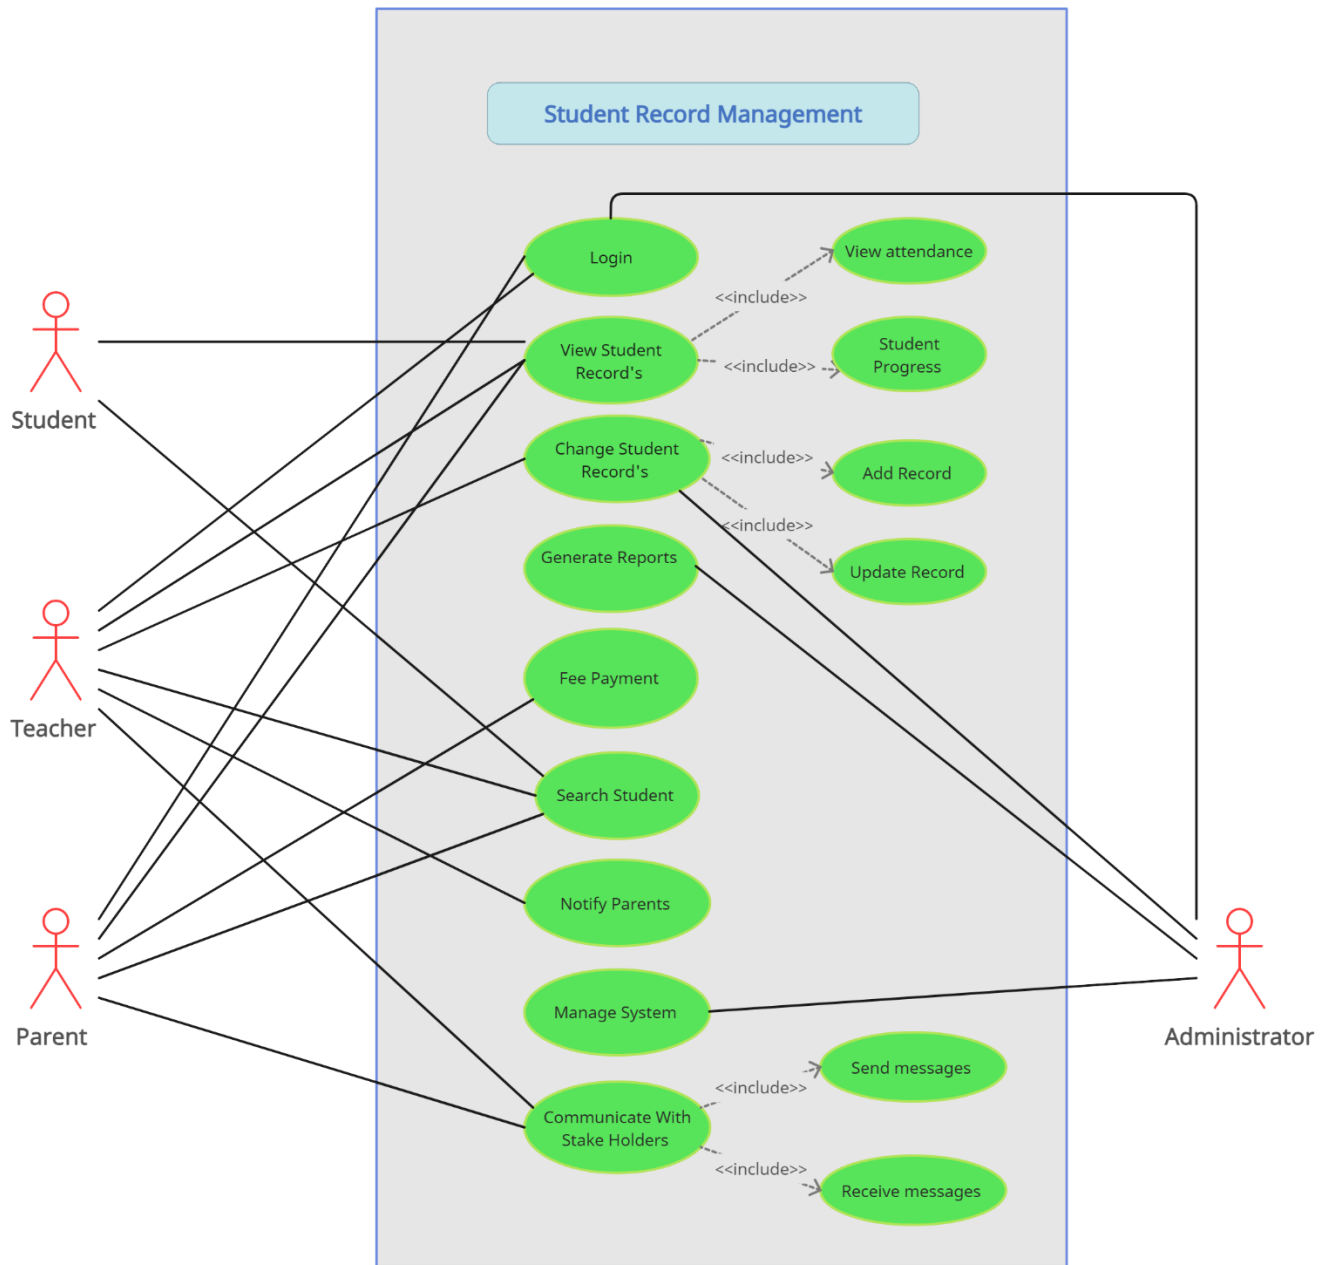 Student Record Management
Login
View attendance
<<include>>
View Student
Record's
<<include>>
Student
Progress
Student
Change Student
Record's
<<include>>
Add Record
<<include>>
Generate Reports
Update Record
Fee Payment
Teacher
Search Student
Notify Parents
Parent
Manage System
Administrator
Send messages
<<include>>
Communicate With
Stake Holders
<<include>>
Receive messages